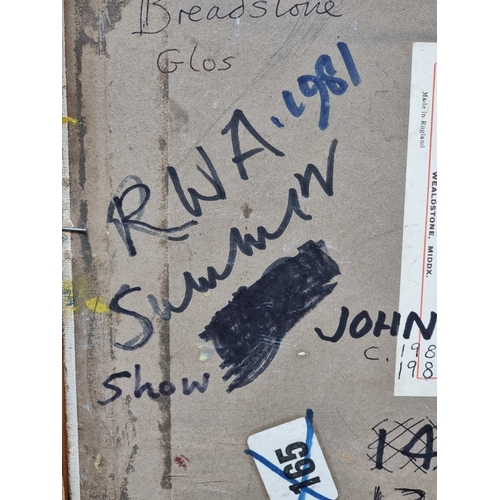 Breadstone
Glos
RWA. 1981
Summer
Show
Made in England
WEALDSTONE, MIDDX.
JOHN
c. 198
198
165
14